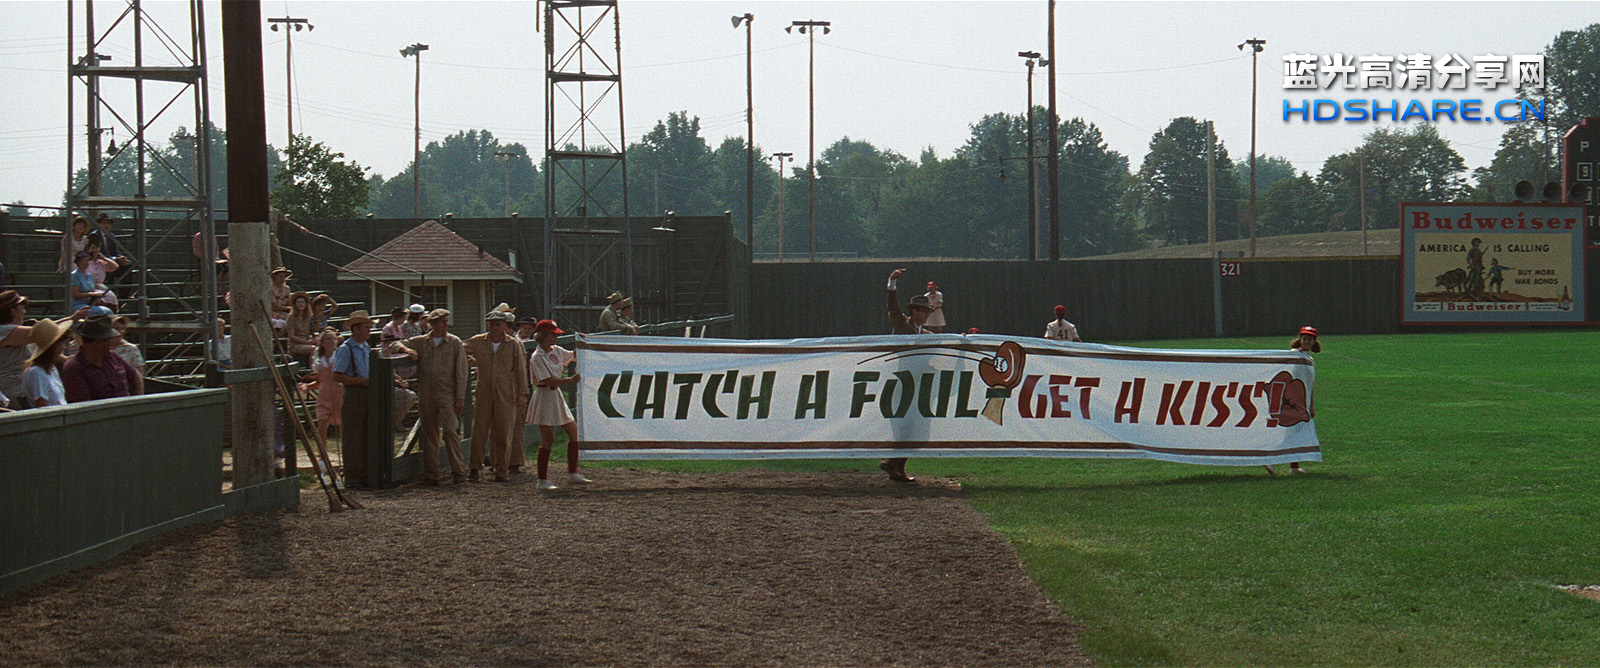 蓝光高清分享网
HDSHARE.CN
P
9
321
Budweiser
AMERICA IS CALLING
BUY MORE
WAR BONDS
Budweiser
41
CATCH A FOUL GET A KISS!